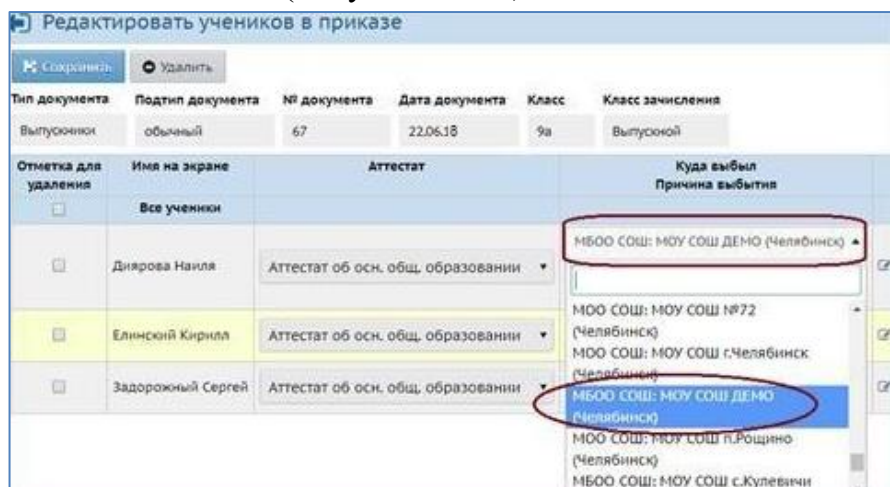 Редактировать учеников в приказе
Сохранить Удалить
Тип документа Подтип документа № документа Дата документа Класс Класс зачисления
Выпускники обычный 67 22.06.18 9а Выпускной
Отметка для удаления Имя на экране Аттестат Куда выбыл
Причина выбытия
Все ученики
МБОО СОШ: МОУ СОШ ДЕМО (Челябинск)
Диярова Наиля Аттестат об осн. общ. образовании
МОО СОШ: МОУ СОШ №72
(Челябинск)
Елинский Кирилл Аттестат об осн. общ. образовании
МОО СОШ: МОУ СОШ г.Челябинск
(Челябинск)
Задорожный Сергей Аттестат об осн. общ. образовании
МБОО СОШ: МОУ СОШ ДЕМО
(Челябинск)
МОО СОШ: МОУ СОШ п.Рощино
(Челябинск)
МБОО СОШ: МОУ СОШ с.Кулевичи